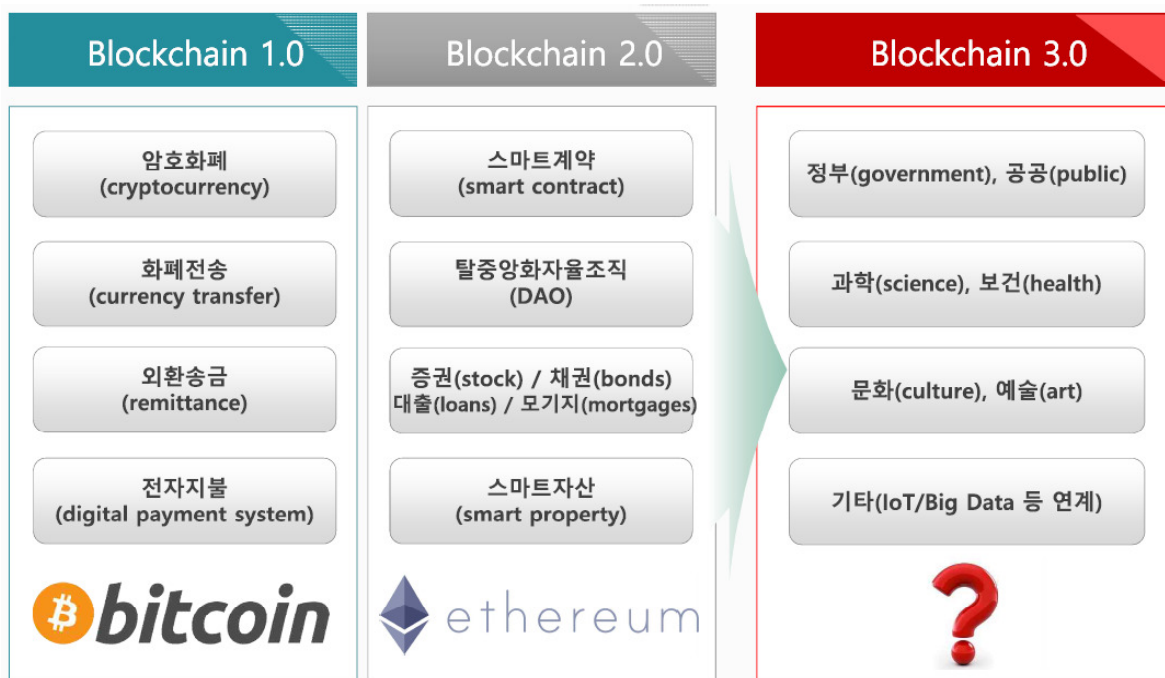 Blockchain 1.0
암호화폐
(cryptocurrency)
화폐전송
(currency transfer)
외환송금
(remittance)
전자지불
(digital payment system)
bitcoin
Blockchain 2.0
스마트계약
(smart contract)
탈중앙화자율조직
(DAO)
증권(stock) / 채권(bonds)
대출(loans) / 모기지(mortgages)
스마트자산
(smart property)
ethereum
Blockchain 3.0
정부(government), 공공(public)
과학(science), 보건(health)
문화(culture), 예술(art)
기타(IoT/Big Data 등 연계)
?